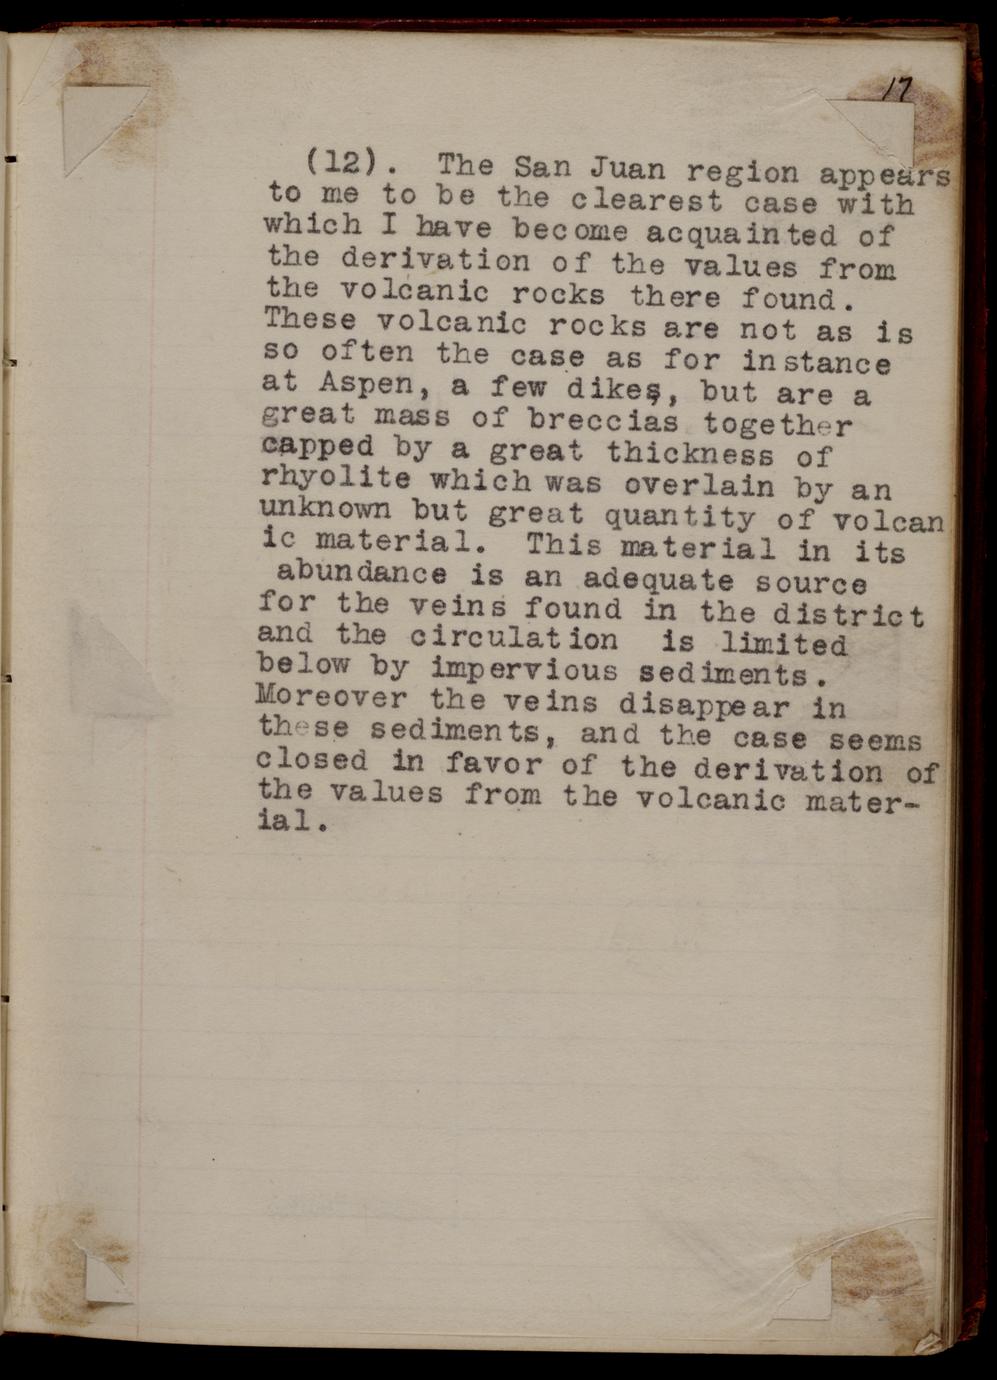 17
(12). The San Juan region appears
to me to be the clearest case with
which I have become acquainted of
the derivation of the values from
the volcanic rocks there found.
These volcanic rocks are not as is
so often the case as for instance
at Aspen, a few dikes, but are a
great mass of breccias together
capped by a great thickness of
rhyolite which was overlain by an
unknown but great quantity of volcan
ic material. This material in its
abundance is an adequate source
for the veins found in the district
and the circulation is limited
below by impervious sediments.
Moreover the veins disappear in
these sediments, and the case seems
closed in favor of the derivation of
the values from the volcanic mater-
ial.